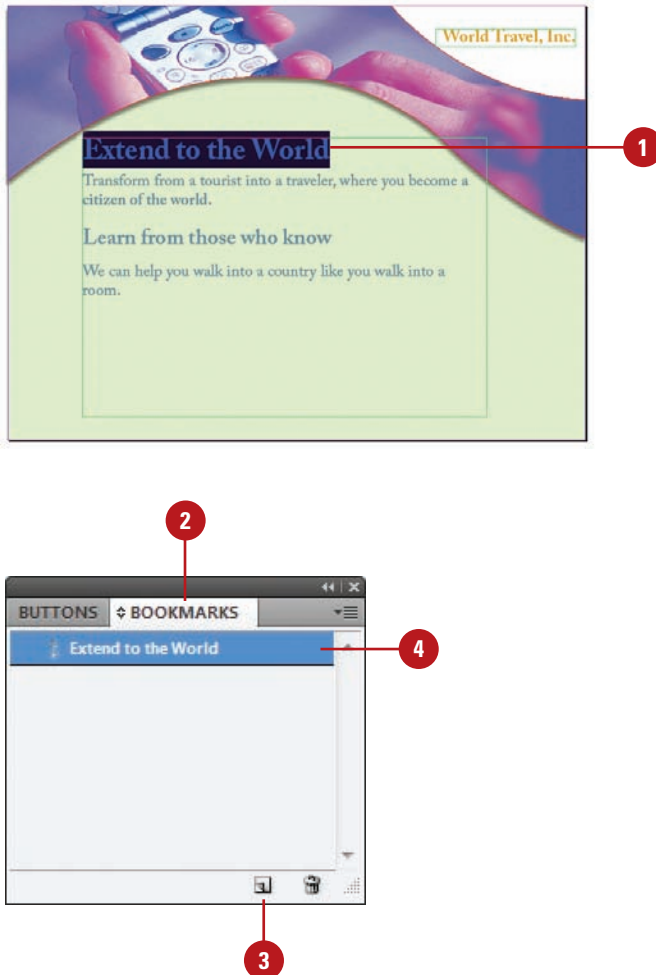 World Travel, Inc.
Extend to the World
1
Transform from a tourist into a traveler, where you become a
citizen of the world.
Learn from those who know
We can help you walk into a country like you walk into a
room.
2
BUTTONS BOOKMARKS
Extend to the World
4
3